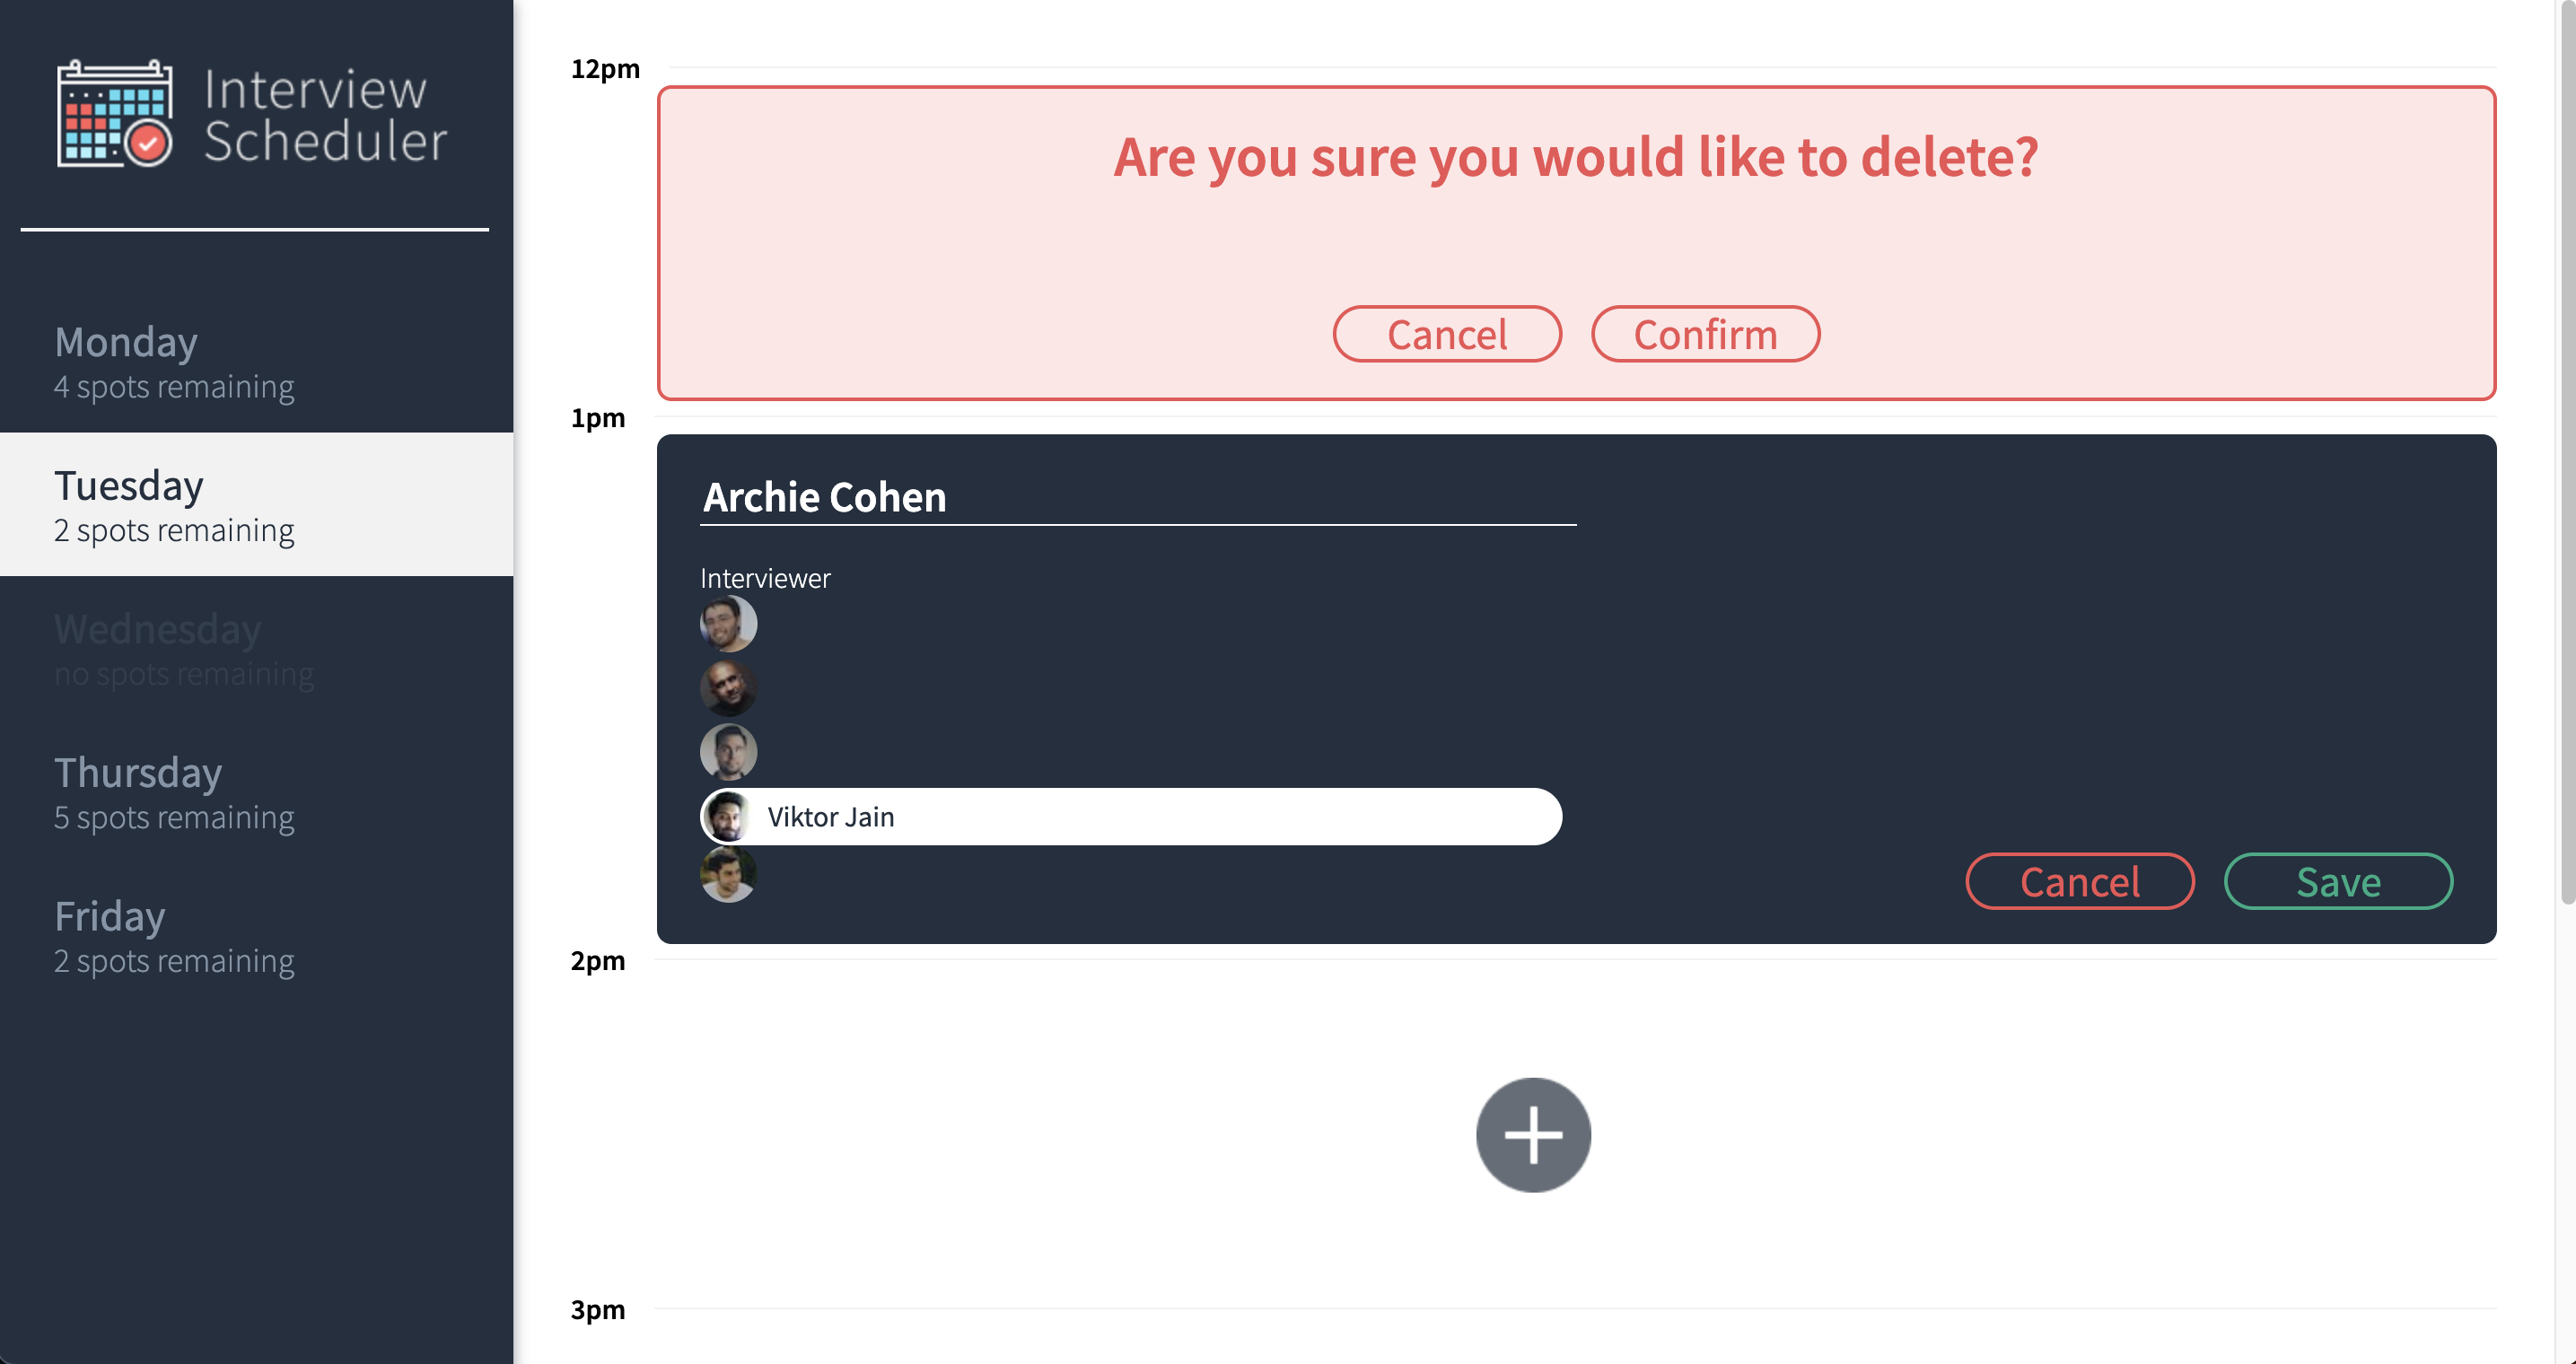 Interview
Scheduler
Monday
4 spots remaining
Tuesday
2 spots remaining
Wednesday
no spots remaining
Thursday
5 spots remaining
Friday
2 spots remaining
12pm
Are you sure you would like to delete?
Cancel Confirm
1pm
Archie Cohen
Interviewer
Viktor Jain
Cancel Save
2pm
3pm